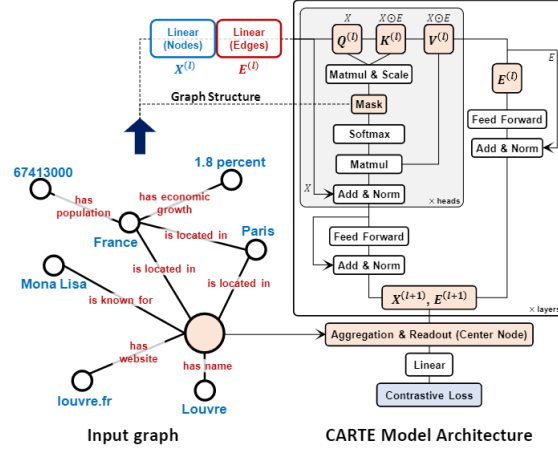 Linear
(Nodes)
Linear
(Edges)
X^(l)
E^(l)
Graph Structure
X
X⊙E
X⊙E
Q^(l)
K^(l)
V^(l)
Matmul & Scale
Mask
Softmax
Matmul
X
Add & Norm
× heads
E
E^(l)
Feed Forward
Add & Norm
Feed Forward
Add & Norm
X^(l+1), E^(l+1)
× layers
Aggregation & Readout (Center Node)
Linear
Contrastive Loss
67413000
1.8 percent
has
population
has economic
growth
France
is located in
Paris
is located in
is located in
Mona Lisa
is known for
has
website
has name
louvre.fr
Louvre
Input graph
CARTE Model Architecture